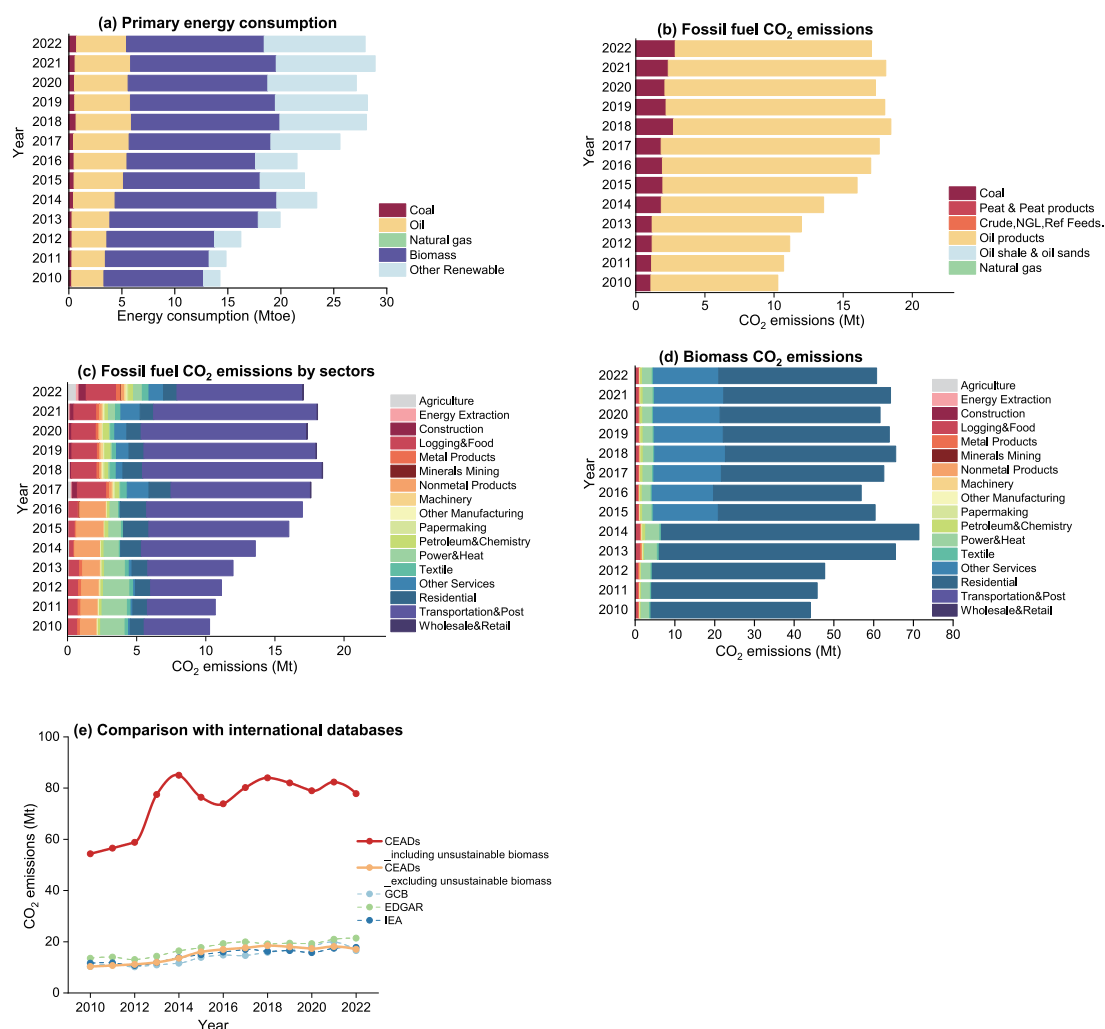 (a) Primary energy consumption
2022
2021
2020
2019
2018
2017
2016
2015
2014
2013
2012
2011
2010
Year
0 5 10 15 20 25 30
Energy consumption (Mtoe)
Coal
Oil
Natural gas
Biomass
Other Renewable
(b) Fossil fuel CO₂ emissions
2022
2021
2020
2019
2018
2017
2016
2015
2014
2013
2012
2011
2010
Year
0 5 10 15 20
CO₂ emissions (Mt)
Coal
Peat & Peat products
Crude,NGL,Ref Feeds.
Oil products
Oil shale & oil sands
Natural gas
(c) Fossil fuel CO₂ emissions by sectors
2022
2021
2020
2019
2018
2017
2016
2015
2014
2013
2012
2011
2010
Year
0 5 10 15 20
CO₂ emissions (Mt)
Agriculture
Energy Extraction
Construction
Logging&Food
Metal Products
Minerals Mining
Nonmetal Products
Machinery
Other Manufacturing
Papermaking
Petroleum&Chemistry
Power&Heat
Textile
Other Services
Residential
Transportation&Post
Wholesale&Retail
(d) Biomass CO₂ emissions
2022
2021
2020
2019
2018
2017
2016
2015
2014
2013
2012
2011
2010
Year
0 10 20 30 40 50 60 70 80
CO₂ emissions (Mt)
Agriculture
Energy Extraction
Construction
Logging&Food
Metal Products
Minerals Mining
Nonmetal Products
Machinery
Other Manufacturing
Papermaking
Petroleum&Chemistry
Power&Heat
Textile
Other Services
Residential
Transportation&Post
Wholesale&Retail
(e) Comparison with international databases
100
80
60
40
20
0
CO₂ emissions (Mt)
2010 2012 2014 2016 2018 2020 2022
Year
CEADs
_including unsustainable biomass
CEADs
_excluding unsustainable biomass
GCB
EDGAR
IEA